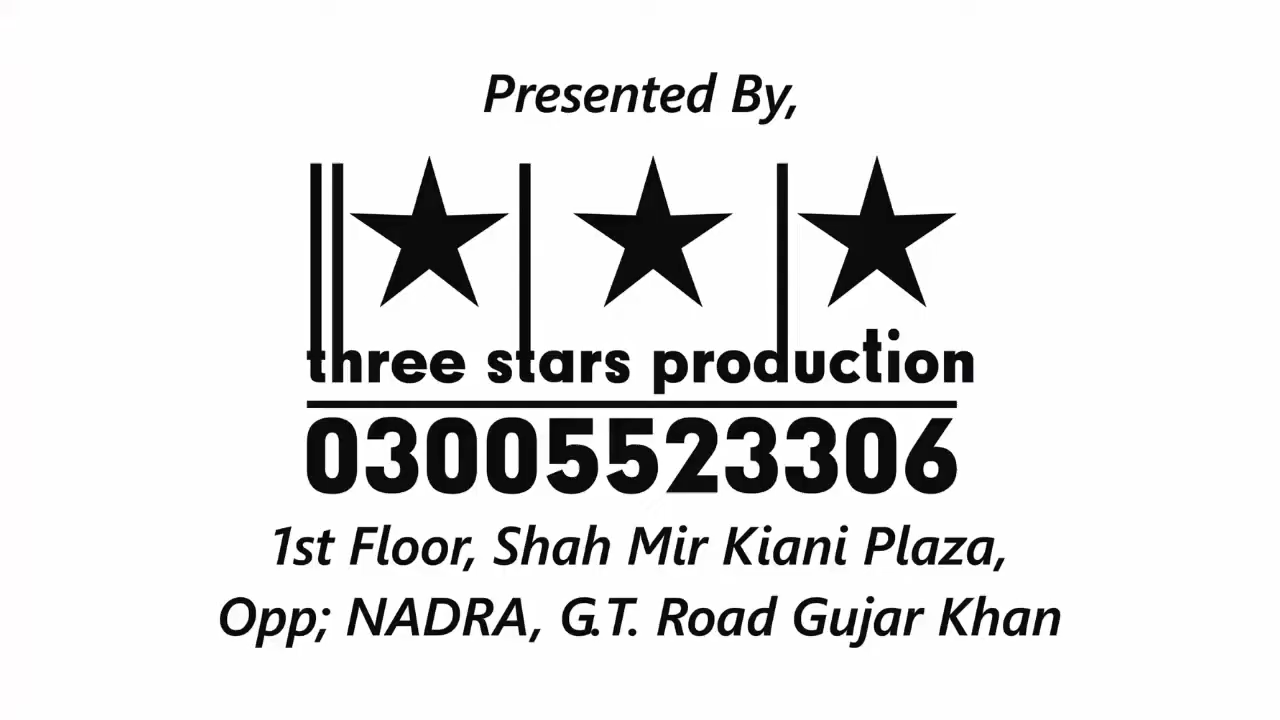 Presented By,
three stars production
03005523306
1st Floor, Shah Mir Kiani Plaza,
Opp; NADRA, G.T. Road Gujar Khan